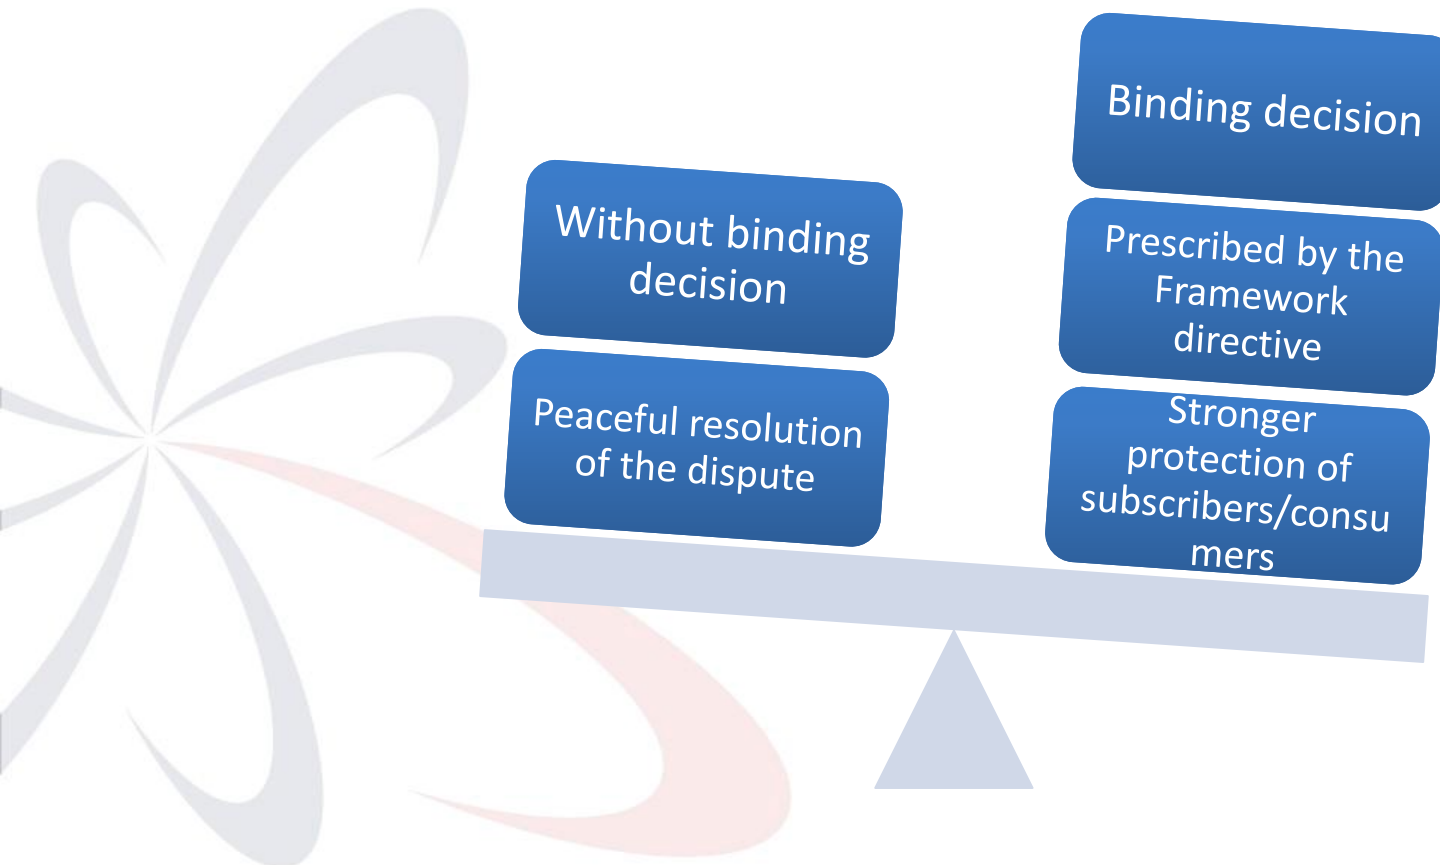 Without binding
decision
Peaceful resolution
of the dispute
Binding decision
Prescribed by the
Framework
directive
Stronger
protection of
subscribers/consu
mers